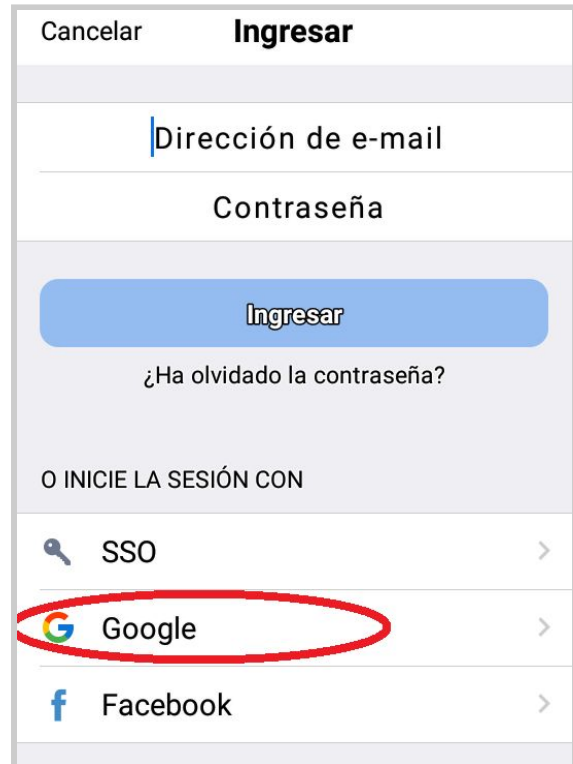 Cancelar Ingresar
Dirección de e-mail
Contraseña
Ingresar
¿Ha olvidado la contraseña?
O INICIE LA SESIÓN CON
SSO
Google
Facebook